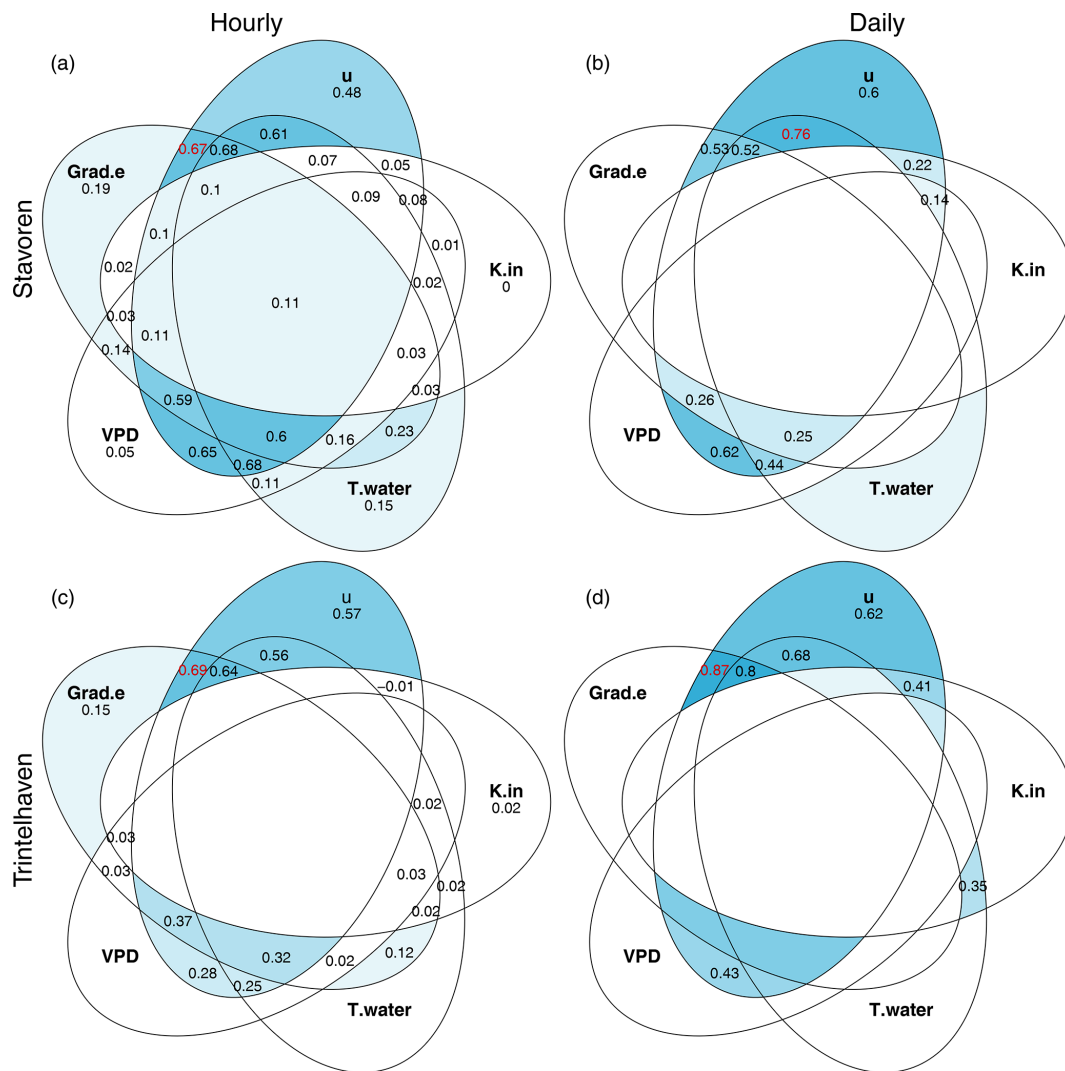 Hourly
Daily
Stavoren
Trintelhaven
(a)
u
0.48
0.67 0.68 0.61
Grad.e
0.19
0.07 0.05
0.1 0.09 0.08
0.1 0.01
0.02 K.in
0.02 0
0.11
0.03
0.14 0.11 0.03
0.03
0.59
VPD
0.05
0.6 0.16 0.23
0.65 0.68
0.11
T.water
0.15
(b)
u
0.6
0.53 0.52 0.76
Grad.e
0.22
0.14
K.in
0.26
VPD
0.25
0.62 0.44
T.water
(c)
u
0.57
0.69 0.64 0.56
Grad.e
0.15
−0.01
K.in
0.02 0.02
0.03
0.03 0.03 0.02
0.02
0.37
VPD
0.32 0.02 0.12
0.28 0.25
T.water
(d)
u
0.62
0.87 0.8 0.68
Grad.e
0.41
K.in
0.35
VPD
0.43
T.water